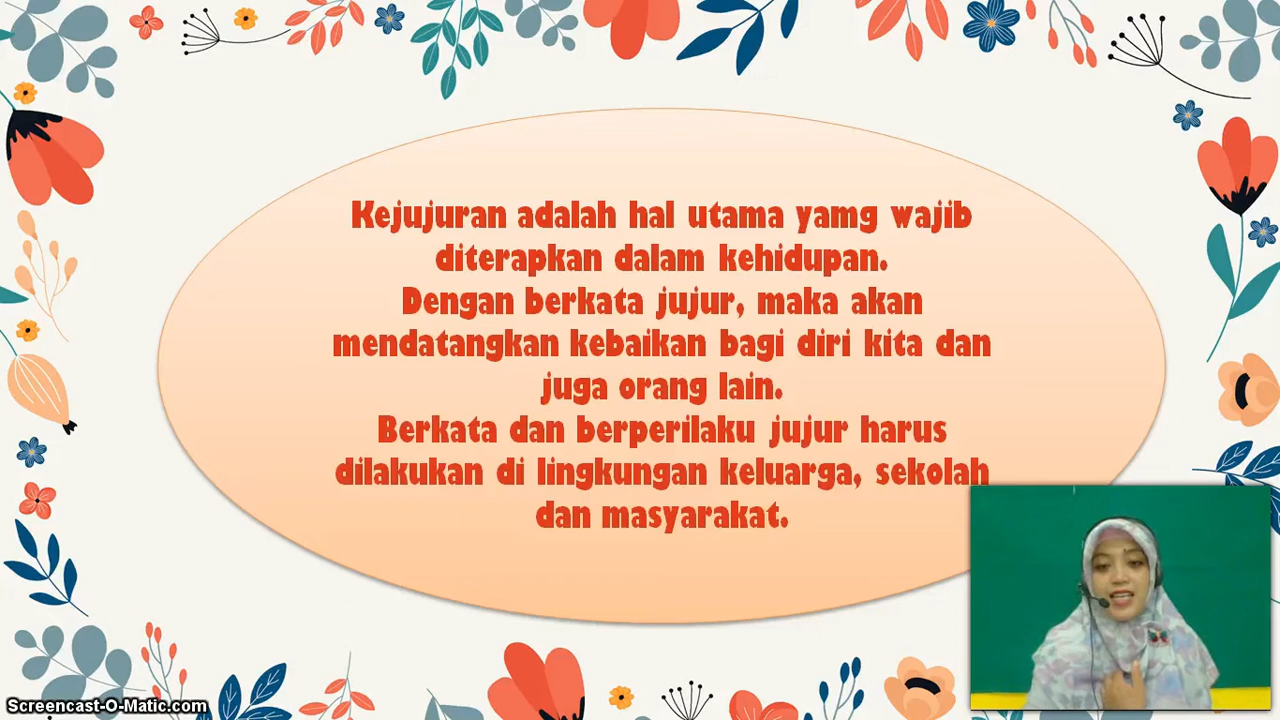 Kejujuran adalah hal utama yamg wajib
diterapkan dalam kehidupan.
Dengan berkata jujur, maka akan
mendatangkan kebaikan bagi diri kita dan
juga orang lain.
Berkata dan berperilaku jujur harus
dilakukan di lingkungan keluarga, sekolah
dan masyarakat.
Screencast-O-Matic.com